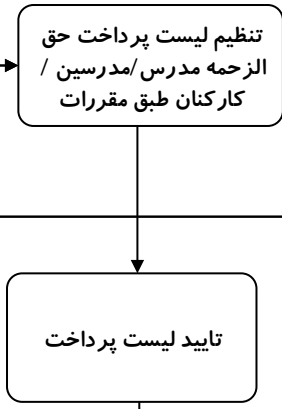 تنظیم لیست پرداخت حق
الزحمه مدرس/مدرسین /
کارکنان طبق مقررات
تایید لیست پرداخت